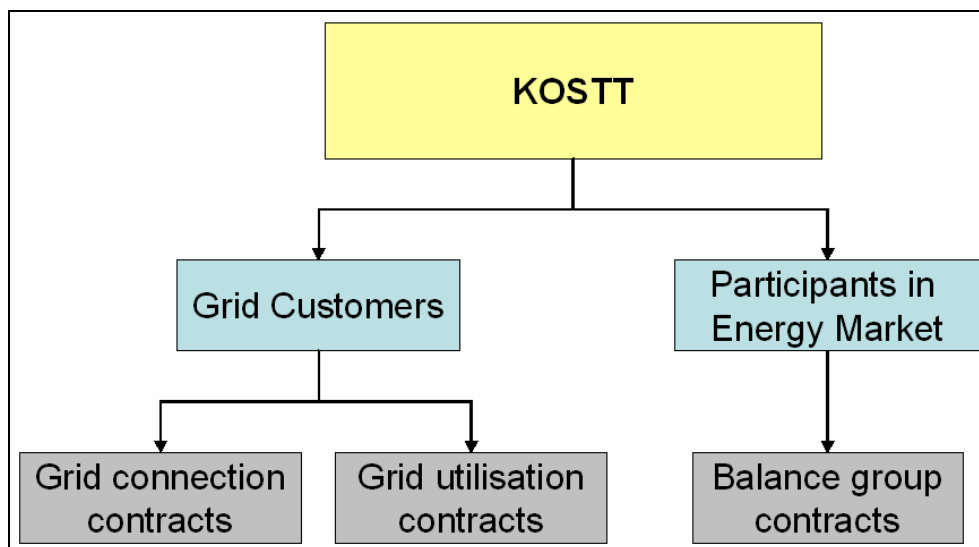 KOSTT
Grid Customers
Participants in
Energy Market
Grid connection
contracts
Grid utilisation
contracts
Balance group
contracts